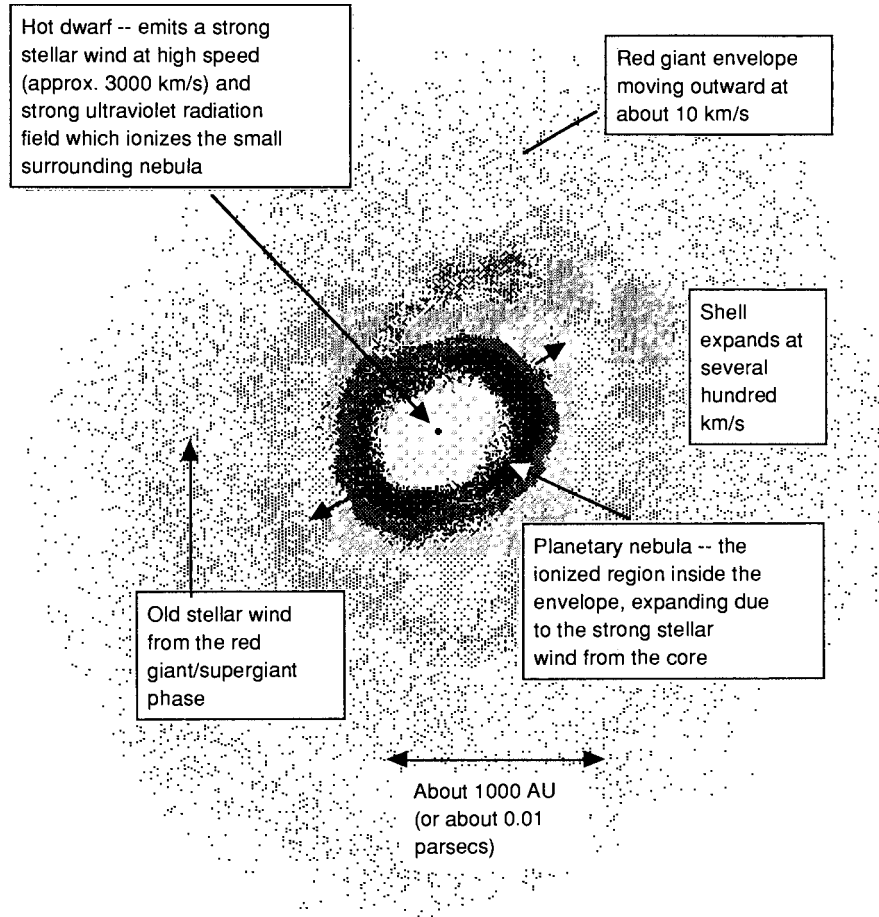 Hot dwarf -- emits a strong
stellar wind at high speed
(approx. 3000 km/s) and
strong ultraviolet radiation
field which ionizes the small
surrounding nebula
Red giant envelope
moving outward at
about 10 km/s
Shell
expands at
several
hundred
km/s
Planetary nebula -- the
ionized region inside the
envelope, expanding due
to the strong stellar
wind from the core
Old stellar wind
from the red
giant/supergiant
phase
About 1000 AU
(or about 0.01
parsecs)